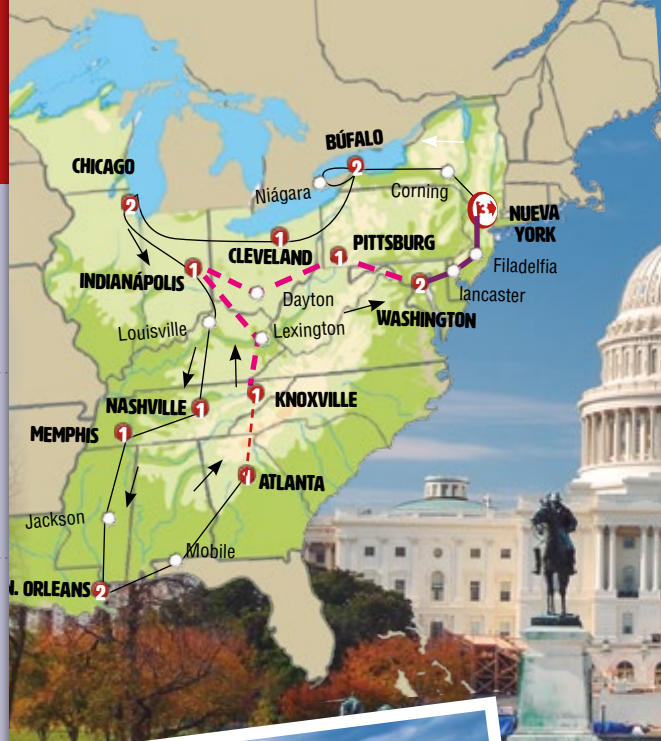 BÚFALO
2
CHICAGO
Niágara
Corning
2
3
NUEVA
YORK
1
CLEVELAND
1
PITTSBURG
1
INDIANÁPOLIS
Filadelfia
2
lancaster
Dayton
WASHINGTON
Louisville
Lexington
1
KNOXVILLE
NASHVILLE
1
MEMPHIS
1
1
ATLANTA
Jackson
Mobile
N. ORLEANS
2